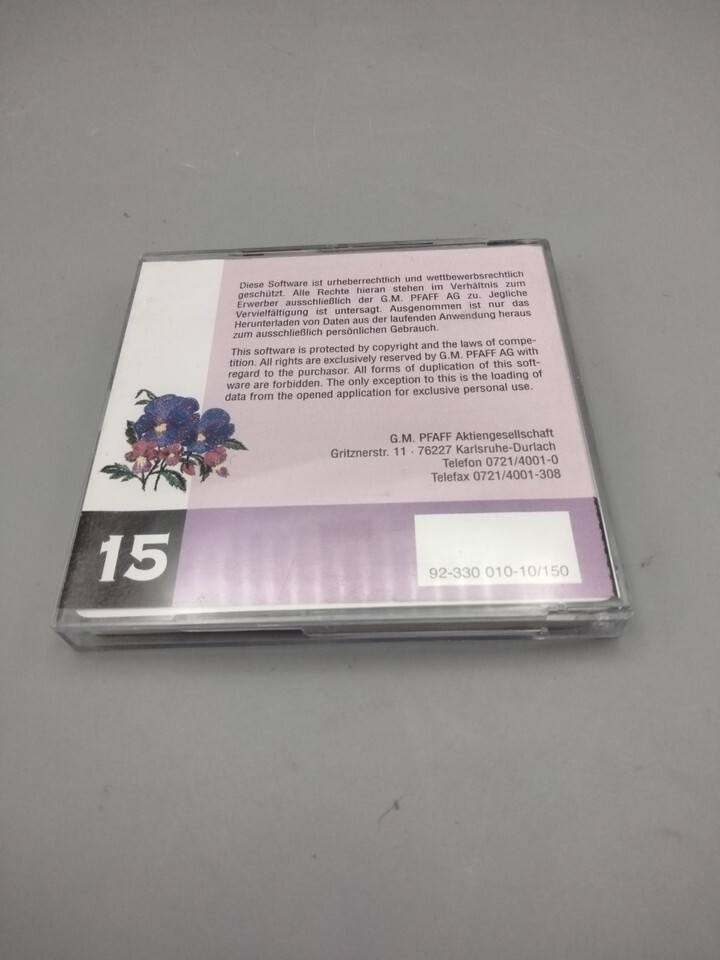 Diese Software ist urheberrechtlich und wettbewerbsrechtlich
geschützt. Alle Rechte hieran stehen im Verhältnis zum
Erwerber ausschließlich der G.M. PFAFF AG zu. Jegliche
Vervielfältigung ist untersagt. Ausgenommen ist nur das
Herunterladen von Daten aus der laufenden Anwendung heraus
zum ausschließlich persönlichen Gebrauch.
This software is protected by copyright and the laws of compe-
tition. All rights are exclusively reserved by G.M. PFAFF AG with
regard to the purchasor. All forms of duplication of this soft-
ware are forbidden. The only exception to this is the loading of
data from the opened application for exclusive personal use.
G.M. PFAFF Aktiengesellschaft
Gritznerstr. 11 · 76227 Karlsruhe-Durlach
Telefon 0721/4001-0
Telefax 0721/4001-308
15
92-330 010-10/150